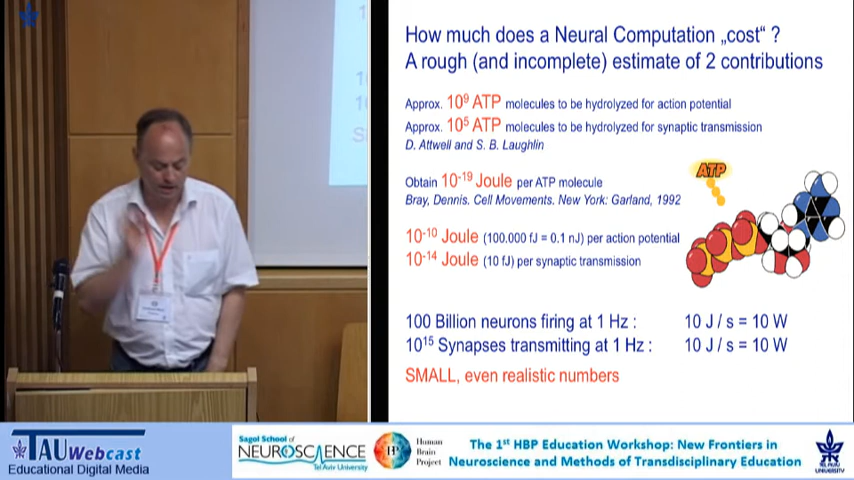 How much does a Neural Computation „cost“ ?
A rough (and incomplete) estimate of 2 contributions
Approx. 10⁹ ATP molecules to be hydrolyzed for action potential
Approx. 10⁵ ATP molecules to be hydrolyzed for synaptic transmission
D. Attwell and S. B. Laughlin
ATP
Obtain 10⁻¹⁹ Joule per ATP molecule
Bray, Dennis. Cell Movements. New York: Garland, 1992
10⁻¹⁰ Joule (100.000 fJ = 0.1 nJ) per action potential
10⁻¹⁴ Joule (10 fJ) per synaptic transmission
100 Billion neurons firing at 1 Hz : 10 J / s = 10 W
10¹⁵ Synapses transmitting at 1 Hz : 10 J / s = 10 W
SMALL, even realistic numbers
TAU Webcast
Educational Digital Media
Sagol School of
NEUROSCIENCE
Tel Aviv University
HBP
Human
Brain
Project
The 1st HBP Education Workshop: New Frontiers in
Neuroscience and Methods of Transdisciplinary Education
TEL AVIV
UNIVERSITY